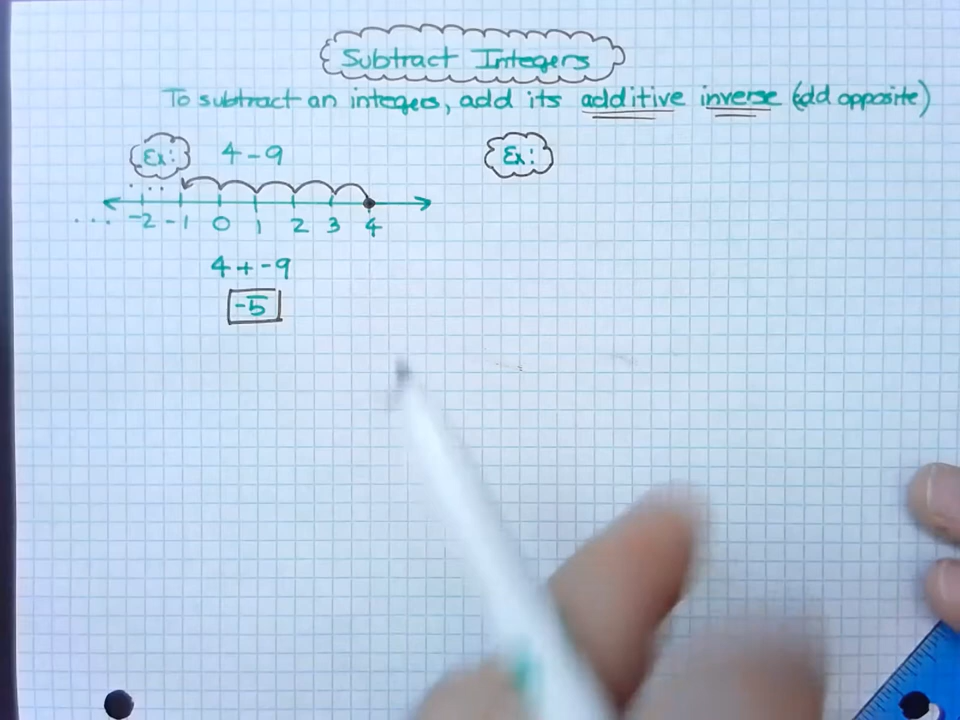 Subtract Integers
To subtract an integers, add its additive inverse (add opposite)
Ex: 4-9
Ex:
... -2 -1 0 1 2 3 4
4+-9
-5